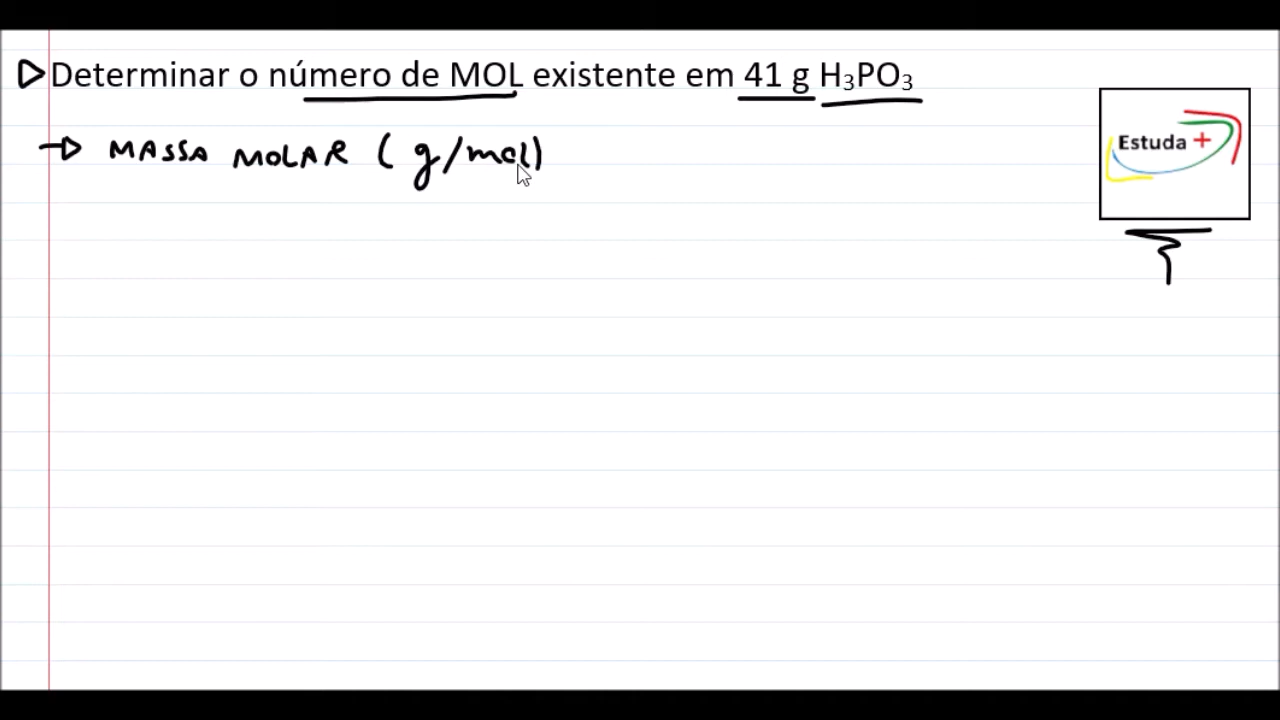 Determinar o número de MOL existente em 41 g H₃PO₃
MASSA MOLAR (g/mol)
Estuda +